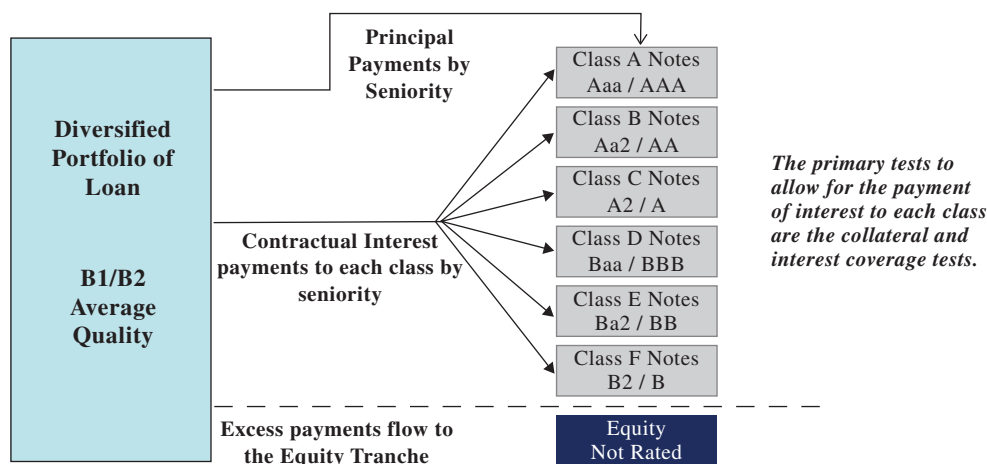 Principal
Payments by
Seniority
Diversified
Portfolio of
Loan
B1/B2
Average
Quality
Contractual Interest
payments to each class by
seniority
Excess payments flow to
the Equity Tranche
Class A Notes
Aaa / AAA
Class B Notes
Aa2 / AA
Class C Notes
A2 / A
Class D Notes
Baa / BBB
Class E Notes
Ba2 / BB
Class F Notes
B2 / B
Equity
Not Rated
The primary tests to
allow for the payment
of interest to each class
are the collateral and
interest coverage tests.